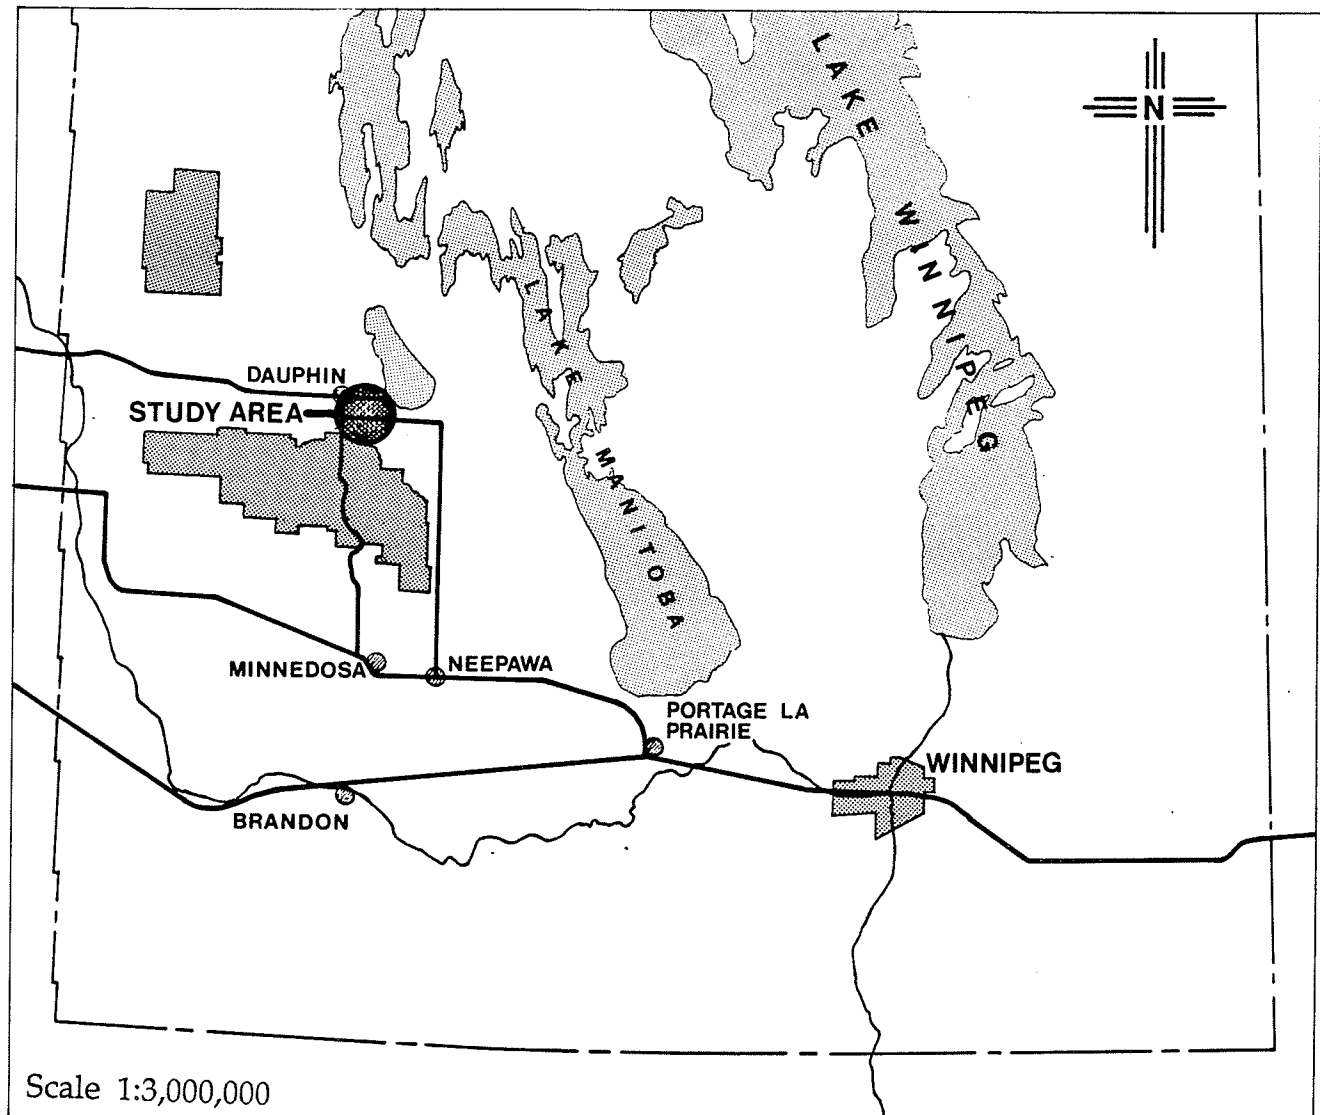 LAKE WINNIPEG
N
LAKE MANITOBA
DAUPHIN
STUDY AREA
MINNEDOSA
NEEPAWA
PORTAGE LA
PRAIRIE
WINNIPEG
BRANDON
Scale 1:3,000,000